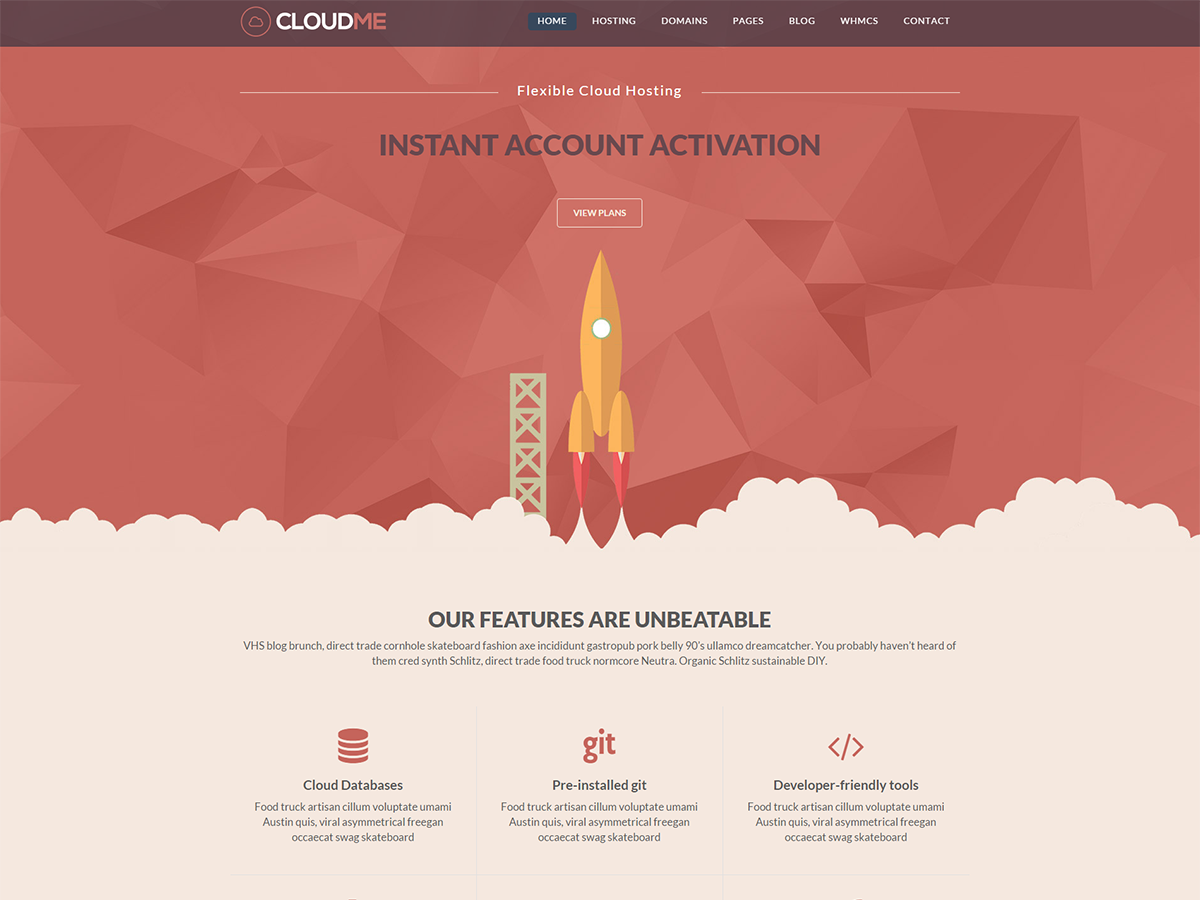 CLOUDME
HOME HOSTING DOMAINS PAGES BLOG WHMCS CONTACT
Flexible Cloud Hosting
INSTANT ACCOUNT ACTIVATION
VIEW PLANS
OUR FEATURES ARE UNBEATABLE
VHS blog brunch, direct trade cornhole skateboard fashion axe incididunt gastropub pork belly 90's ullamco dreamcatcher. You probably haven't heard of
them cred synth Schlitz, direct trade food truck normcore Neutra. Organic Schlitz sustainable DIY.
git
Cloud Databases
Food truck artisan cillum voluptate umami
Austin quis, viral asymmetrical freegan
occaecat swag skateboard
Pre-installed git
Food truck artisan cillum voluptate umami
Austin quis, viral asymmetrical freegan
occaecat swag skateboard
Developer-friendly tools
Food truck artisan cillum voluptate umami
Austin quis, viral asymmetrical freegan
occaecat swag skateboard